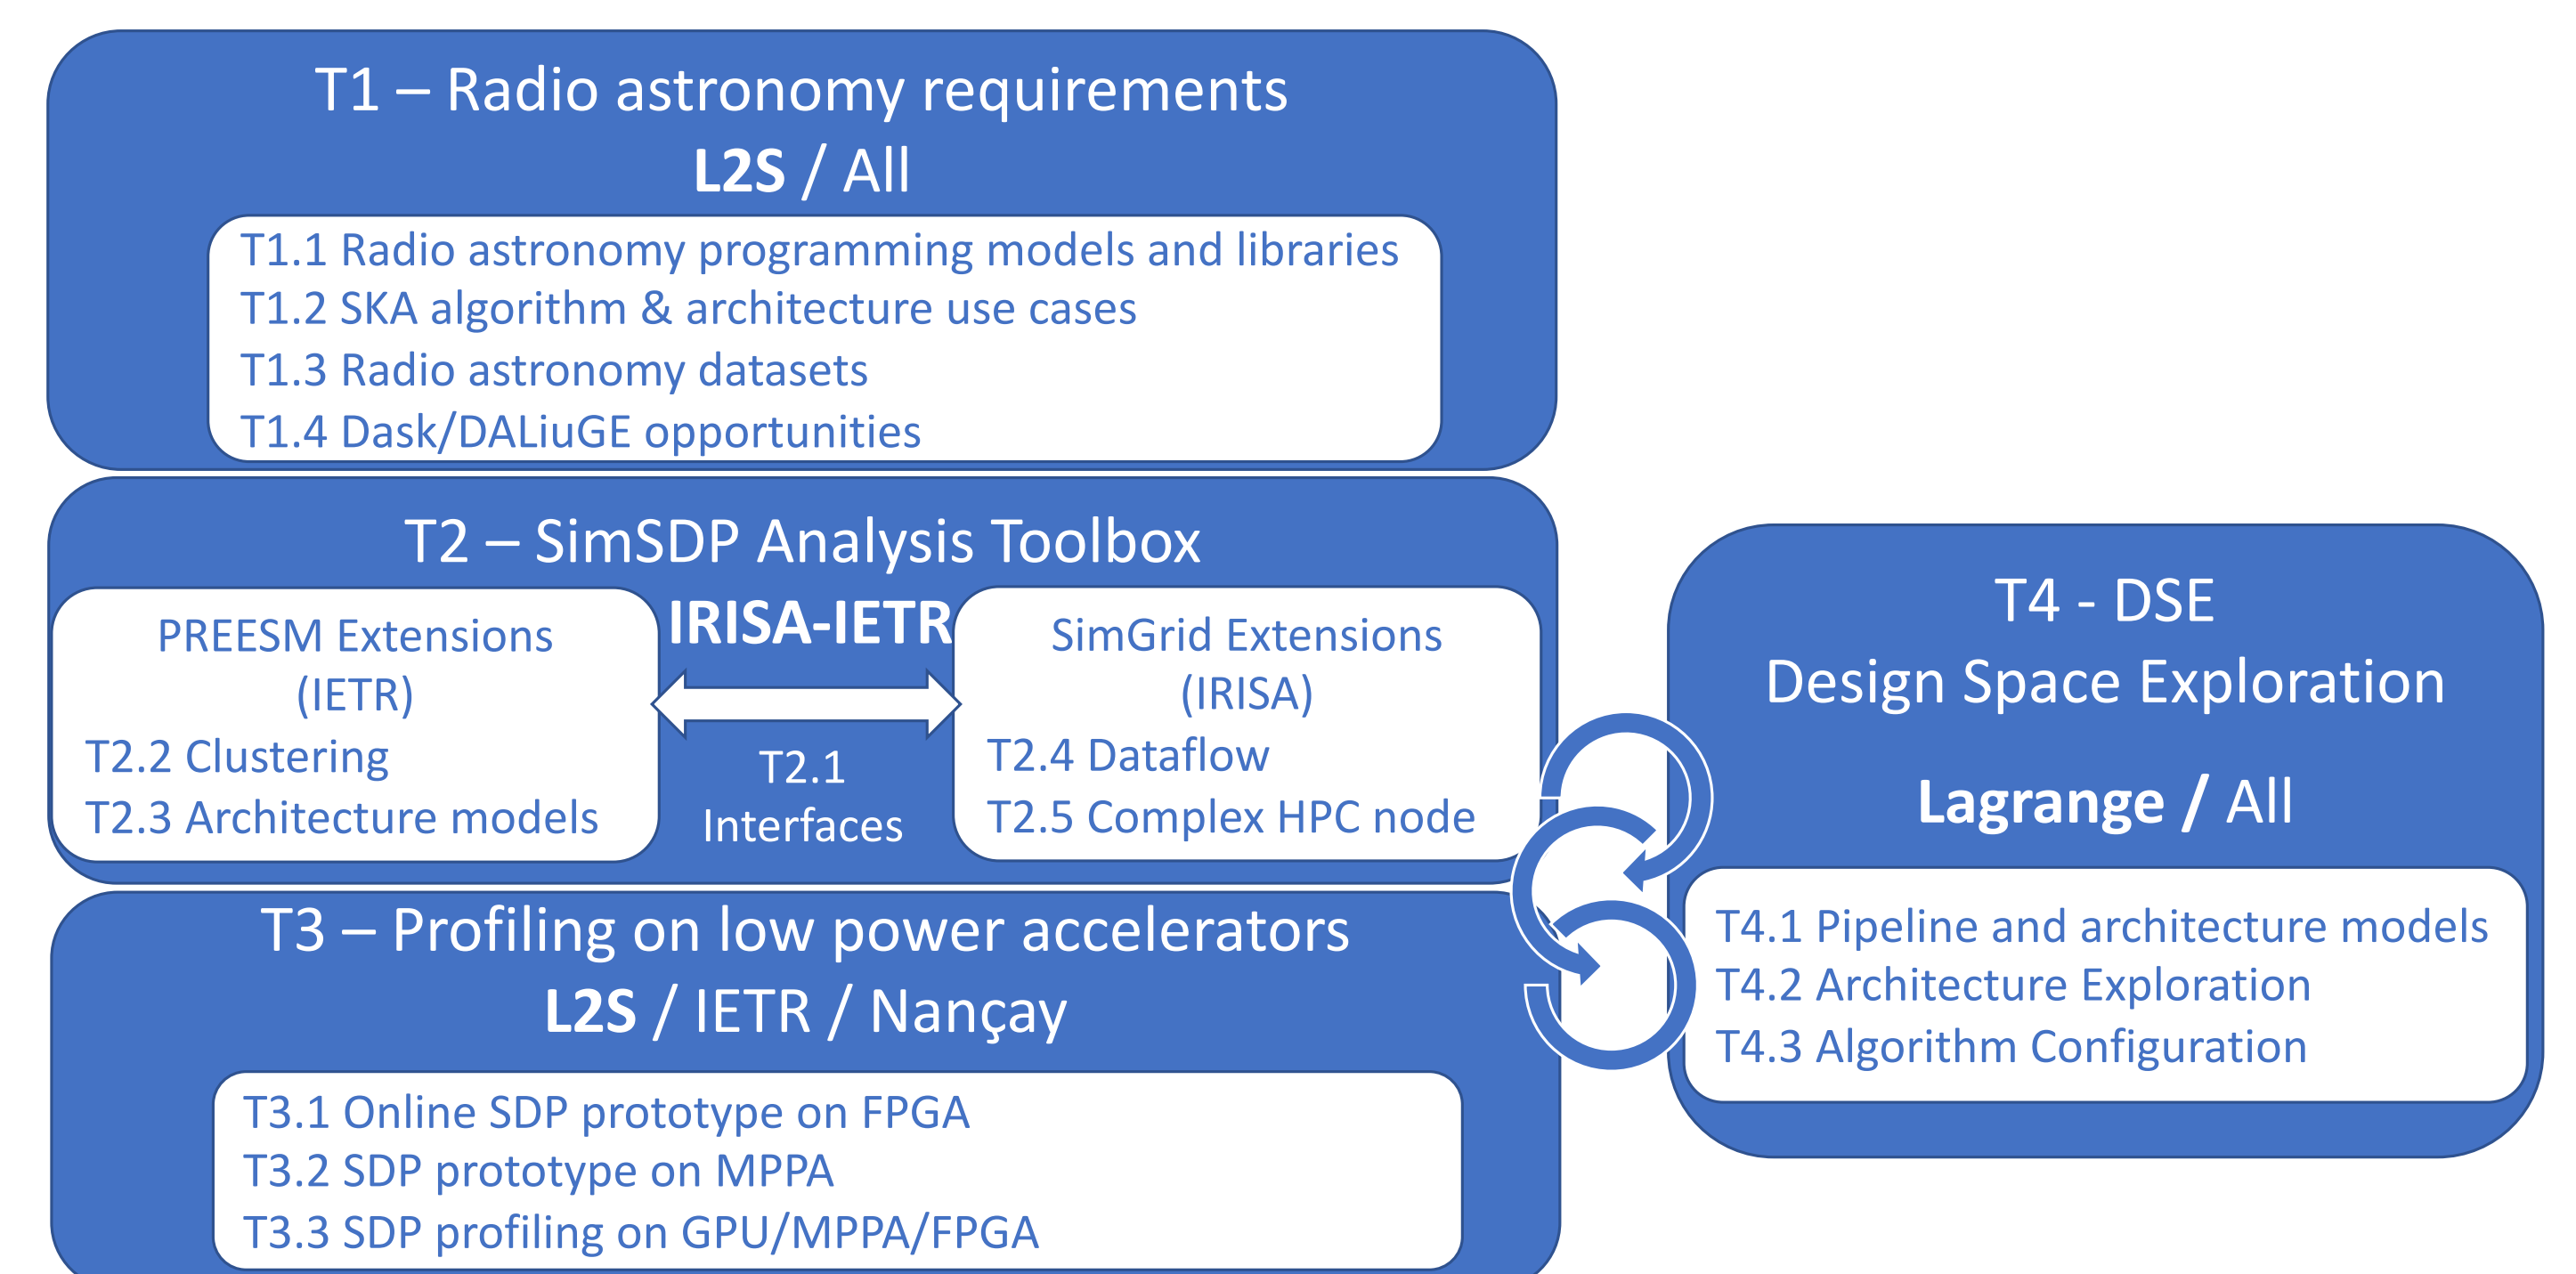 T1 – Radio astronomy requirements
L2S / All
T1.1 Radio astronomy programming models and libraries
T1.2 SKA algorithm & architecture use cases
T1.3 Radio astronomy datasets
T1.4 Dask/DALiuGE opportunities
T2 – SimSDP Analysis Toolbox
IRISA-IETR
PREESM Extensions
(IETR)
T2.2 Clustering
T2.3 Architecture models
T2.1
Interfaces
SimGrid Extensions
(IRISA)
T2.4 Dataflow
T2.5 Complex HPC node
T3 – Profiling on low power accelerators
L2S / IETR / Nançay
T3.1 Online SDP prototype on FPGA
T3.2 SDP prototype on MPPA
T3.3 SDP profiling on GPU/MPPA/FPGA
T4 - DSE
Design Space Exploration
Lagrange / All
T4.1 Pipeline and architecture models
T4.2 Architecture Exploration
T4.3 Algorithm Configuration